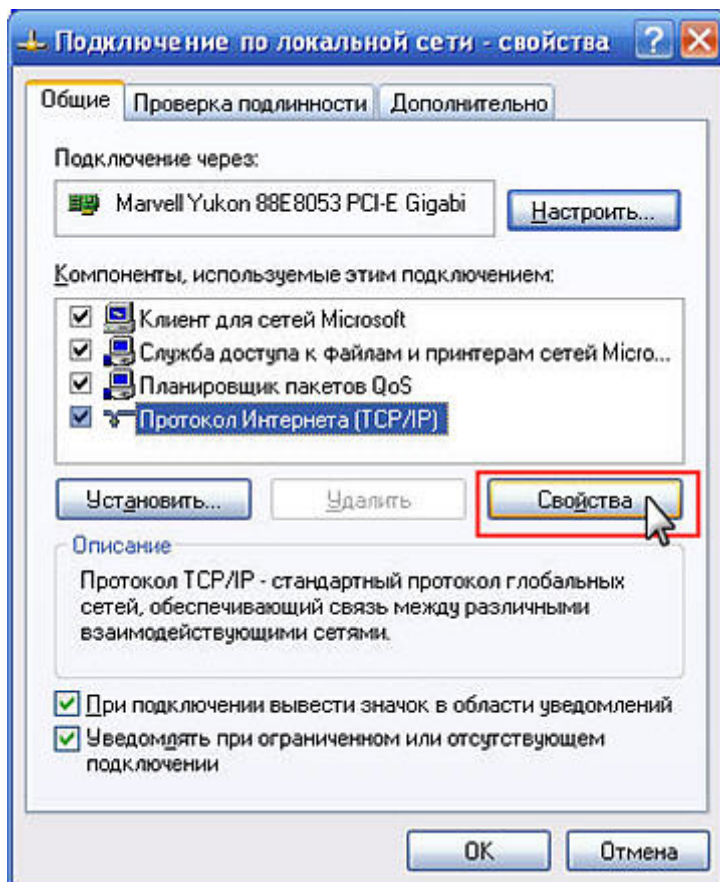 Подключение по локальной сети - свойства
Общие Проверка подлинности Дополнительно
Подключение через:
Marvell Yukon 88E8053 PCI-E Gigabi Настроить...
Компоненты, используемые этим подключением:
Клиент для сетей Microsoft
Служба доступа к файлам и принтерам сетей Micro...
Планировщик пакетов QoS
Протокол Интернета (TCP/IP)
Установить... Удалить Свойства
Описание
Протокол TCP/IP - стандартный протокол глобальных
сетей, обеспечивающий связь между различными
взаимодействующими сетями.
При подключении вывести значок в области уведомлений
Уведомлять при ограниченном или отсутствующем
подключении
OK Отмена